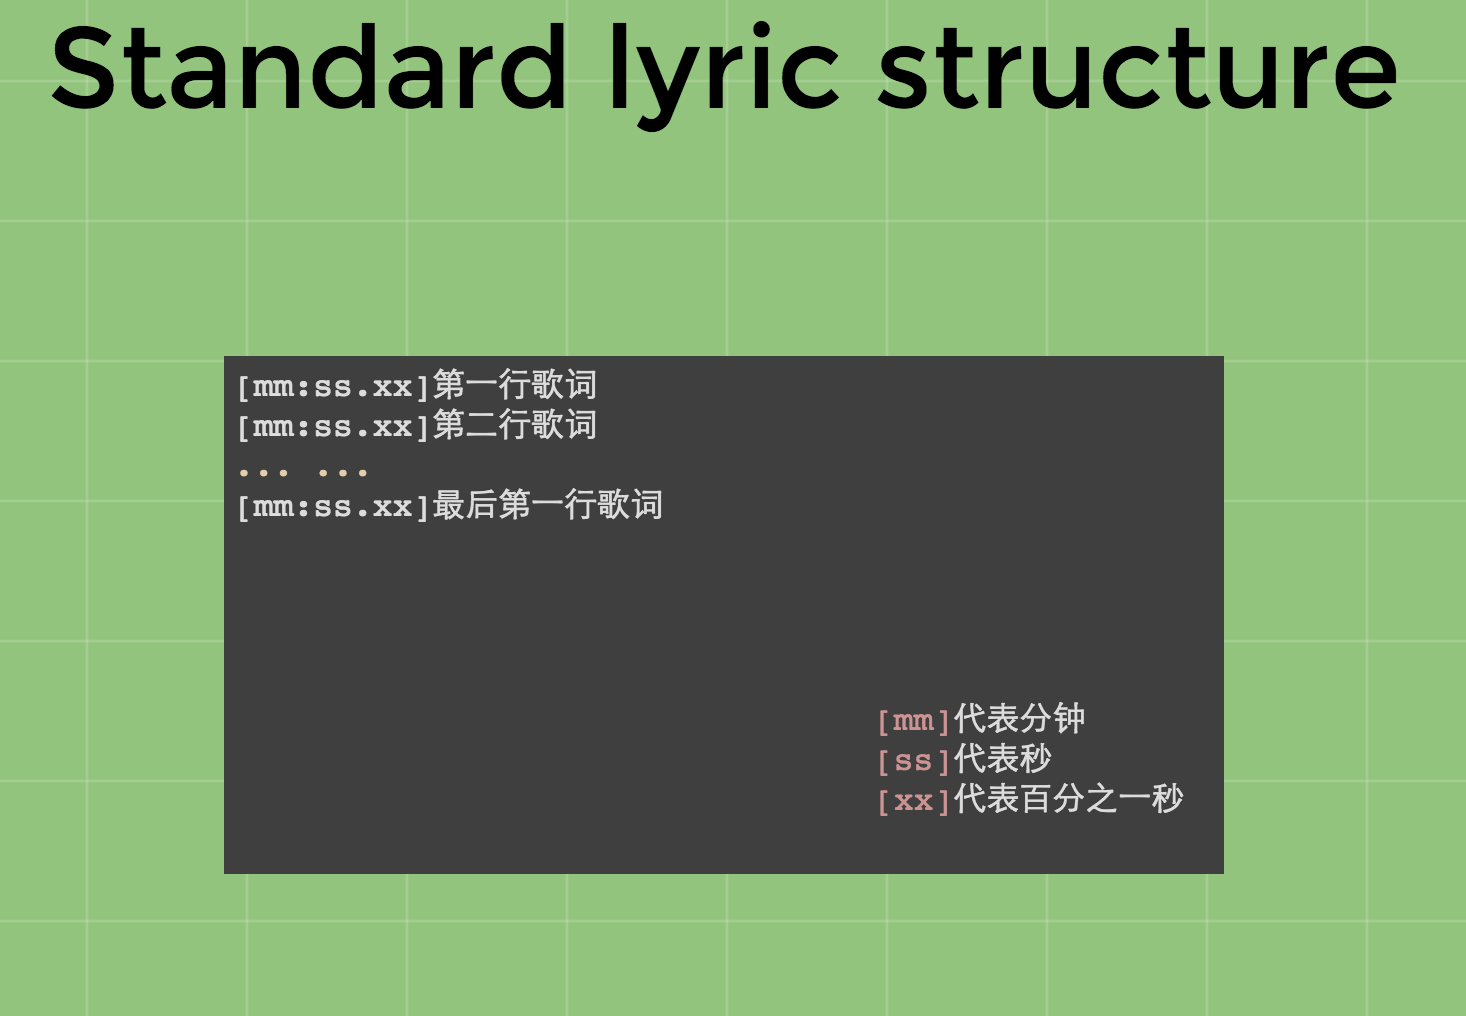 Standard lyric structure
[mm:ss.xx]第一行歌词
[mm:ss.xx]第二行歌词
... ...
[mm:ss.xx]最后第一行歌词
[mm]代表分钟
[ss]代表秒
[xx]代表百分之一秒